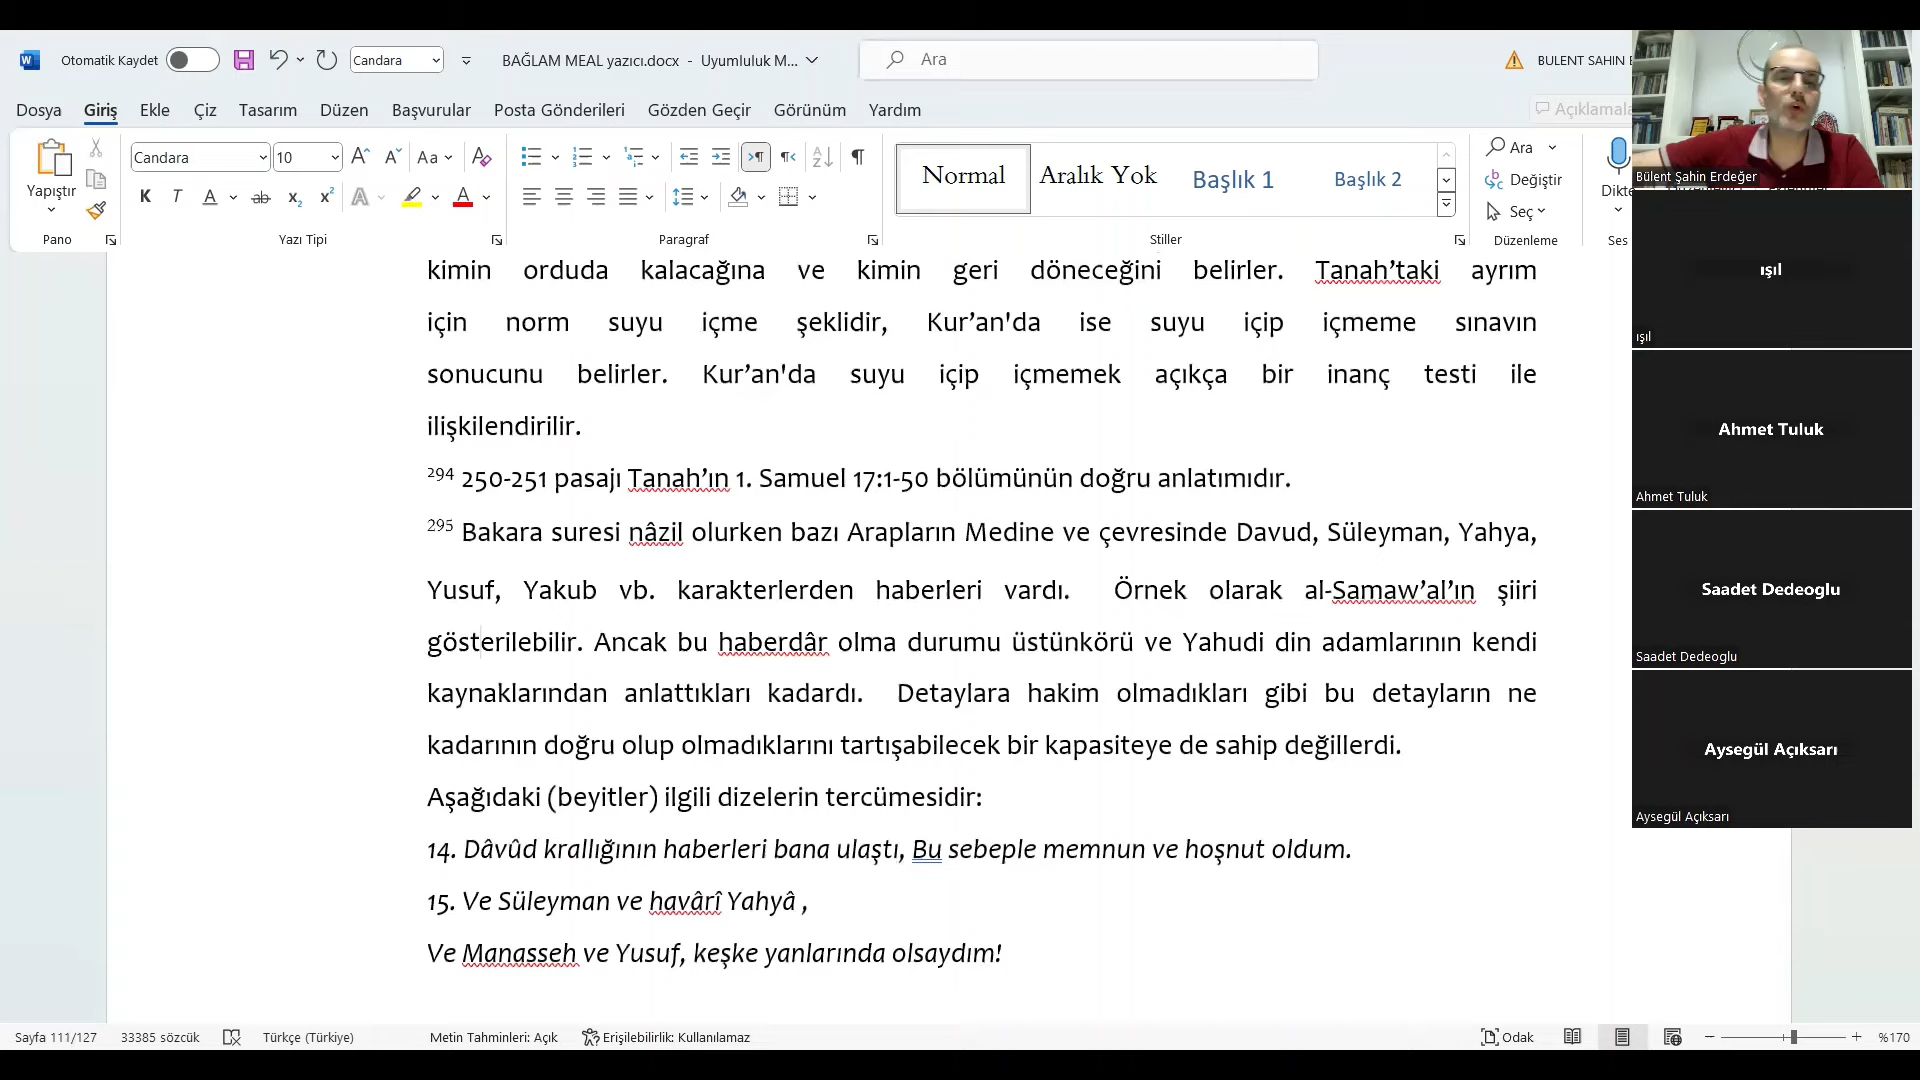 Otomatik Kaydet
Candara
BAĞLAM MEAL yazıcı.docx - Uyumluluk M...
Ara
BULENT SAHIN E
Dosya
Giriş
Ekle
Çiz
Tasarım
Düzen
Başvurular
Posta Gönderileri
Gözden Geçir
Görünüm
Yardım
Açıklamala
Yapıştır
Pano
Candara
10
Yazı Tipi
Paragraf
Normal
Aralık Yok
Başlık 1
Başlık 2
Stiller
Ara
Değiştir
Seç
Düzenleme
Dikte
Ses
kimin orduda kalacağına ve kimin geri döneceğini belirler. Tanah’taki ayrım
için norm suyu içme şeklidir, Kur’an'da ise suyu içip içmeme sınavın
sonucunu belirler. Kur’an'da suyu içip içmemek açıkça bir inanç testi ile
ilişkilendirilir.
294 250-251 pasajı Tanah’ın 1. Samuel 17:1-50 bölümünün doğru anlatımıdır.
295 Bakara suresi nâzil olurken bazı Arapların Medine ve çevresinde Davud, Süleyman, Yahya,
Yusuf, Yakub vb. karakterlerden haberleri vardı. Örnek olarak al-Samaw’al’ın şiiri
gösterilebilir. Ancak bu haberdâr olma durumu üstünkörü ve Yahudi din adamlarının kendi
kaynaklarından anlattıkları kadardı. Detaylara hakim olmadıkları gibi bu detayların ne
kadarının doğru olup olmadıklarını tartışabilecek bir kapasiteye de sahip değillerdi.
Aşağıdaki (beyitler) ilgili dizelerin tercümesidir:
14. Dâvûd krallığının haberleri bana ulaştı, Bu sebeple memnun ve hoşnut oldum.
15. Ve Süleyman ve havârî Yahyâ ,
Ve Manasseh ve Yusuf, keşke yanlarında olsaydım!
Bülent Şahin Erdeğer
ışıl
ışıl
Ahmet Tuluk
Ahmet Tuluk
Saadet Dedeoglu
Saadet Dedeoglu
Aysegül Açıksarı
Aysegül Açıksarı
Sayfa 111/127
33385 sözcük
Türkçe (Türkiye)
Metin Tahminleri: Açık
Erişilebilirlik: Kullanılamaz
Odak
%170